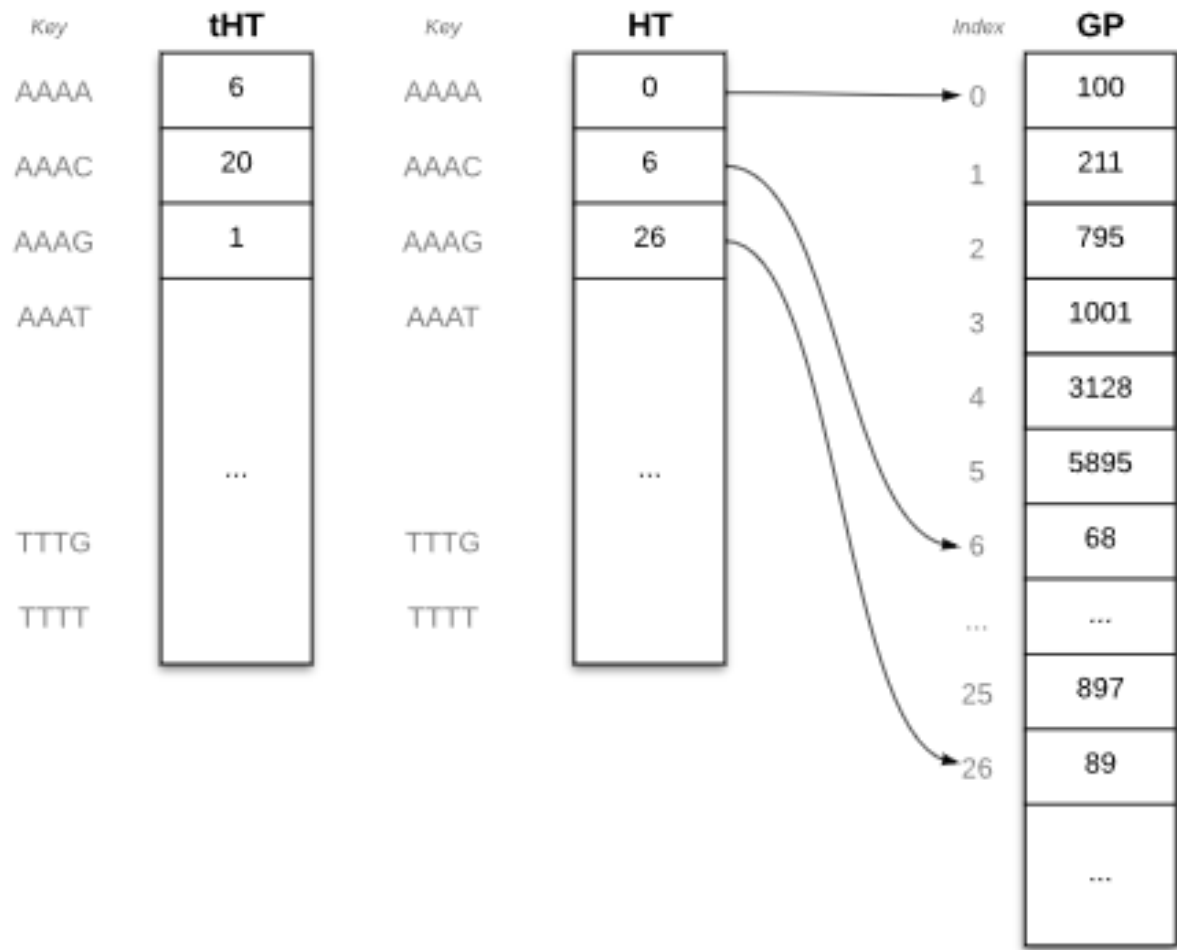 Key tHT Key HT Index GP
AAAA 6 AAAA 0 0 100
AAAC 20 AAAC 6 1 211
AAAG 1 AAAG 26 2 795
AAAT AAAT 3 1001
4 3128
... ... 5 5895
TTTG TTTG 6 68
TTTT TTTT ... ...
25 897
26 89
...